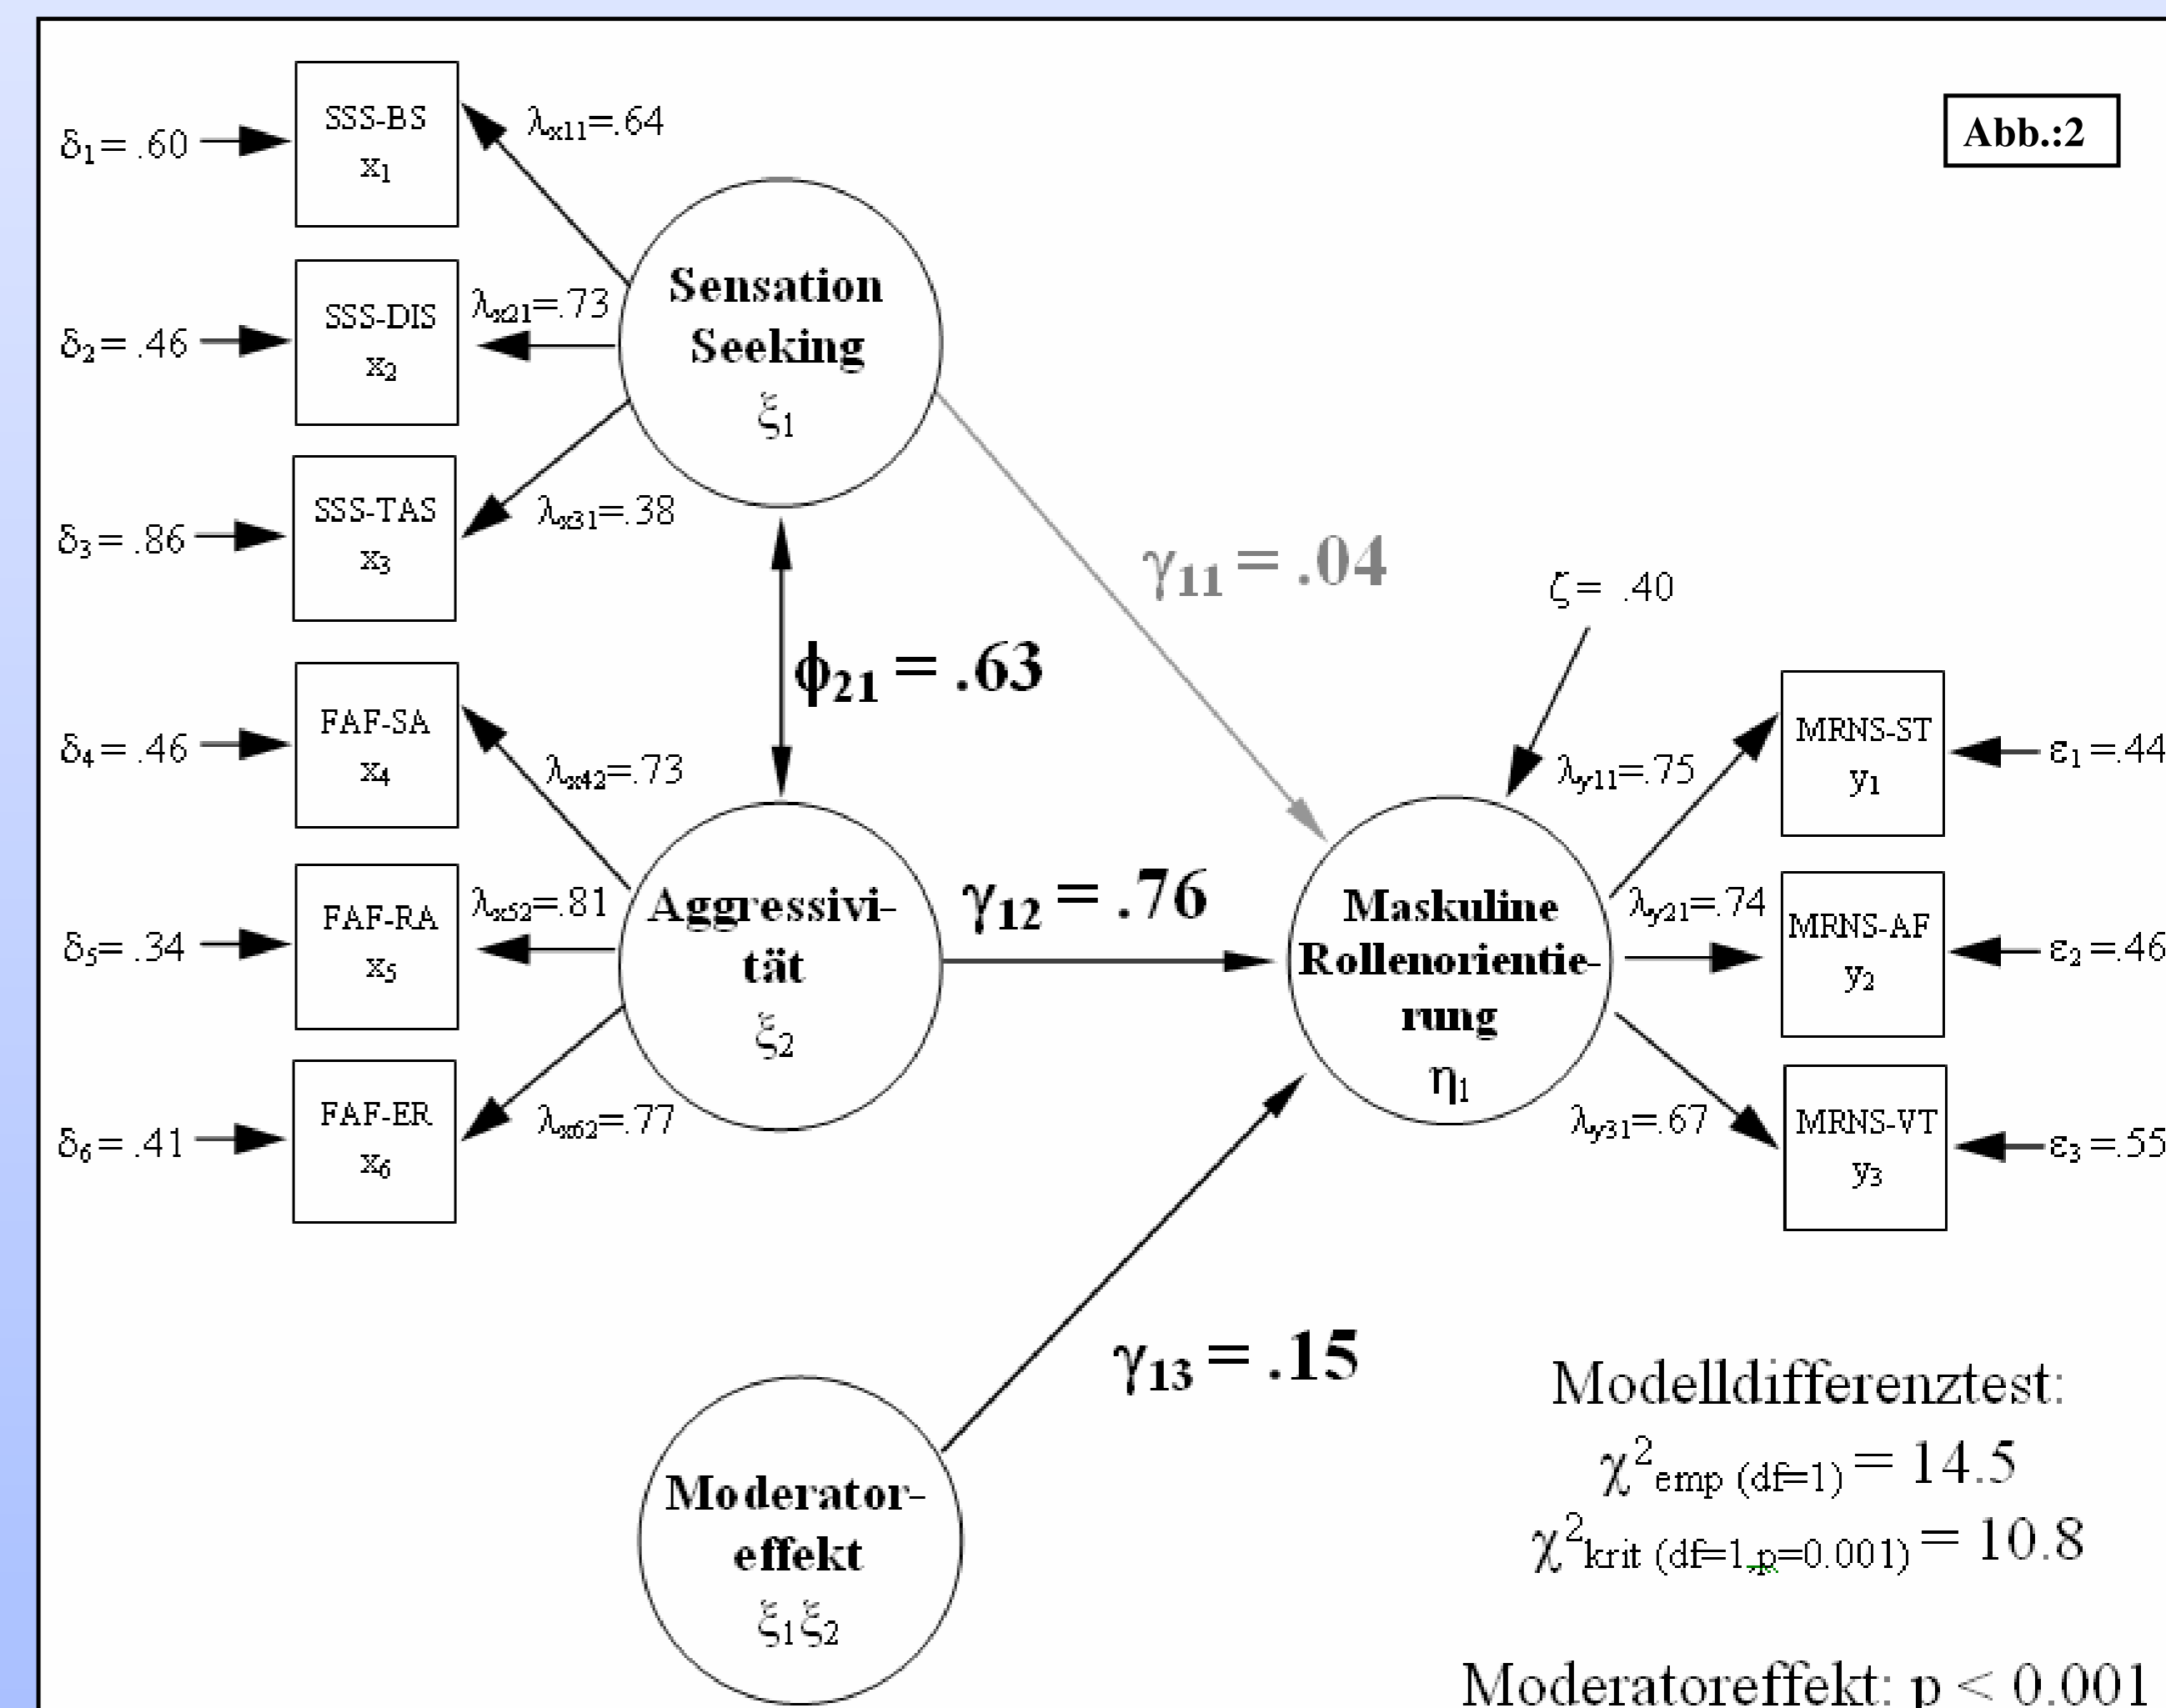 Abb.:2
δ1= .60
SSS-BS
x1
λx11=.64
δ2= .46
SSS-DIS
x2
λx21=.73
δ3= .86
SSS-TAS
x3
λx31=.38
Sensation
Seeking
ξ1
γ11 = .04
ϕ21 = .63
ζ = .40
δ4= .46
FAF-SA
x4
λx42=.73
δ5= .34
FAF-RA
x5
λx52=.81
δ6= .41
FAF-ER
x6
λx62=.77
Aggressivi-
tät
ξ2
γ12 = .76
Maskuline
Rollenorientie-
rung
η1
λy11=.75
MRNS-ST
y1
ε1=.44
λy21=.74
MRNS-AF
y2
ε2=.46
λy31=.67
MRNS-VT
y3
ε3=.55
γ13 = .15
Moderator-
effekt
ξ1ξ2
Modelldifferenztest:
χ²emp (df=1) = 14.5
χ²krit (df=1,p=0.001) = 10.8
Moderatoreffekt: p < 0.001